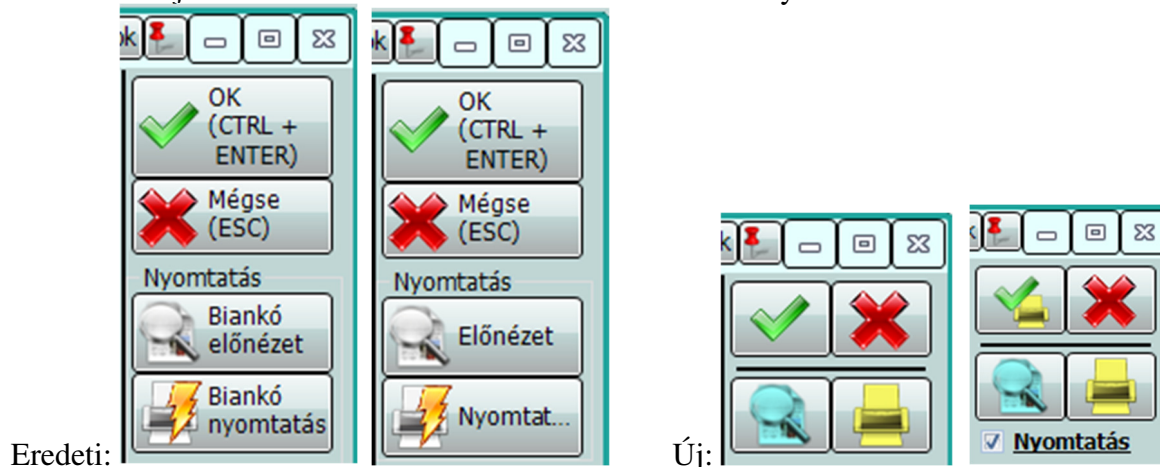 ok
OK
(CTRL +
ENTER)
Mégse
(ESC)
Nyomtatás
Biankó
előnézet
Biankó
nyomtatás
OK
(CTRL +
ENTER)
Mégse
(ESC)
Nyomtatás
Előnézet
Nyomtat...
Nyomtatás
Eredeti:
Új: